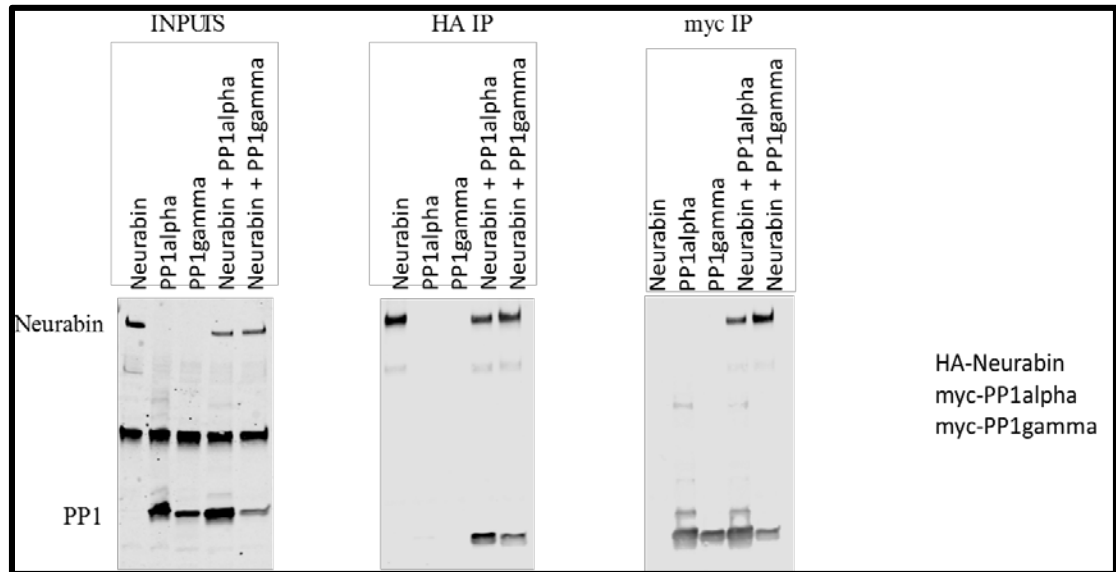 INPUTS
HA IP
myc IP
Neurabin
PP1alpha
PP1gamma
Neurabin + PP1alpha
Neurabin + PP1gamma
Neurabin
PP1alpha
PP1gamma
Neurabin + PP1alpha
Neurabin + PP1gamma
Neurabin
PP1alpha
PP1gamma
Neurabin + PP1alpha
Neurabin + PP1gamma
Neurabin
PP1
HA-Neurabin
myc-PP1alpha
myc-PP1gamma